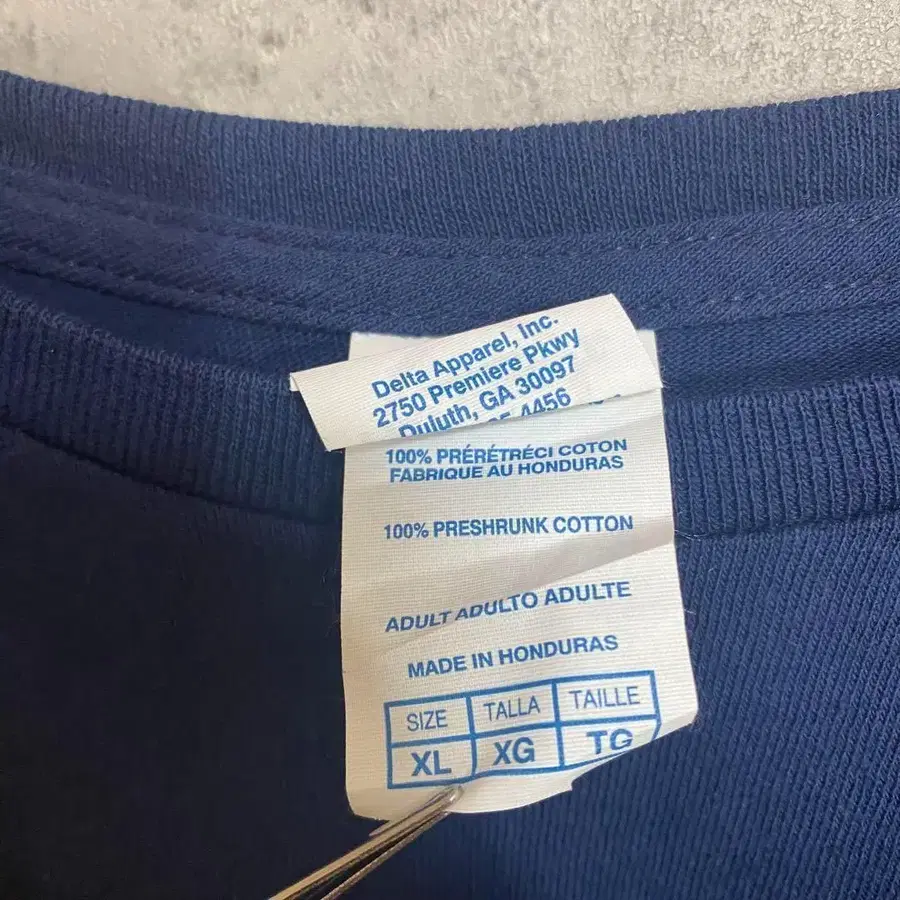 Delta Apparel, Inc.
2750 Premiere Pkwy
Duluth, GA 30097
4456
100% PRÉRÉTRÉCI COTON
FABRIQUE AU HONDURAS
100% PRESHRUNK COTTON
ADULT ADULTO ADULTE
MADE IN HONDURAS
SIZE TALLA TAILLE
XL XG TG